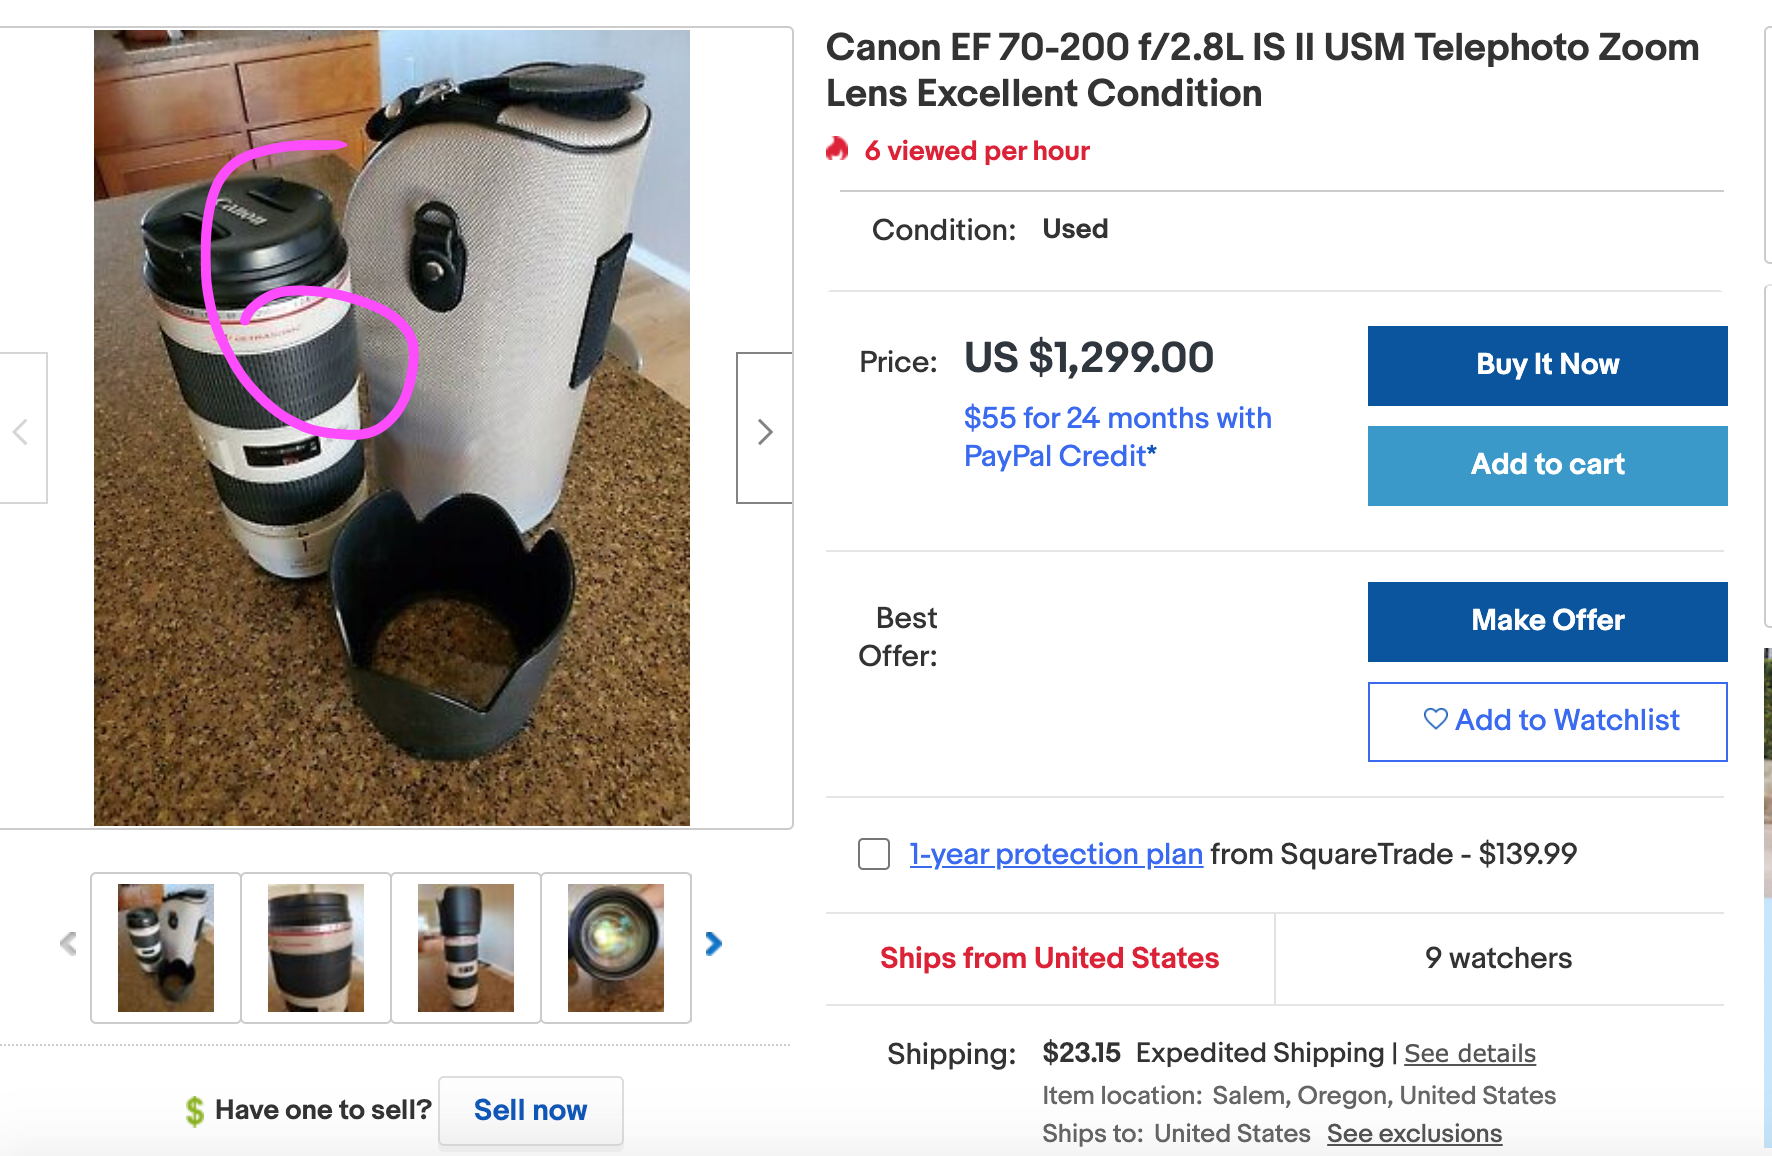 Canon EF 70-200 f/2.8L IS II USM Telephoto Zoom
Lens Excellent Condition
6 viewed per hour
Condition: Used
Price: US $1,299.00
$55 for 24 months with
PayPal Credit*
Buy It Now
Add to cart
Best
Offer:
Make Offer
Add to Watchlist
1-year protection plan from SquareTrade - $139.99
Ships from United States
9 watchers
Shipping: $23.15 Expedited Shipping | See details
Item location: Salem, Oregon, United States
Ships to: United States See exclusions
Canon
ULTRASONIC
Have one to sell? Sell now